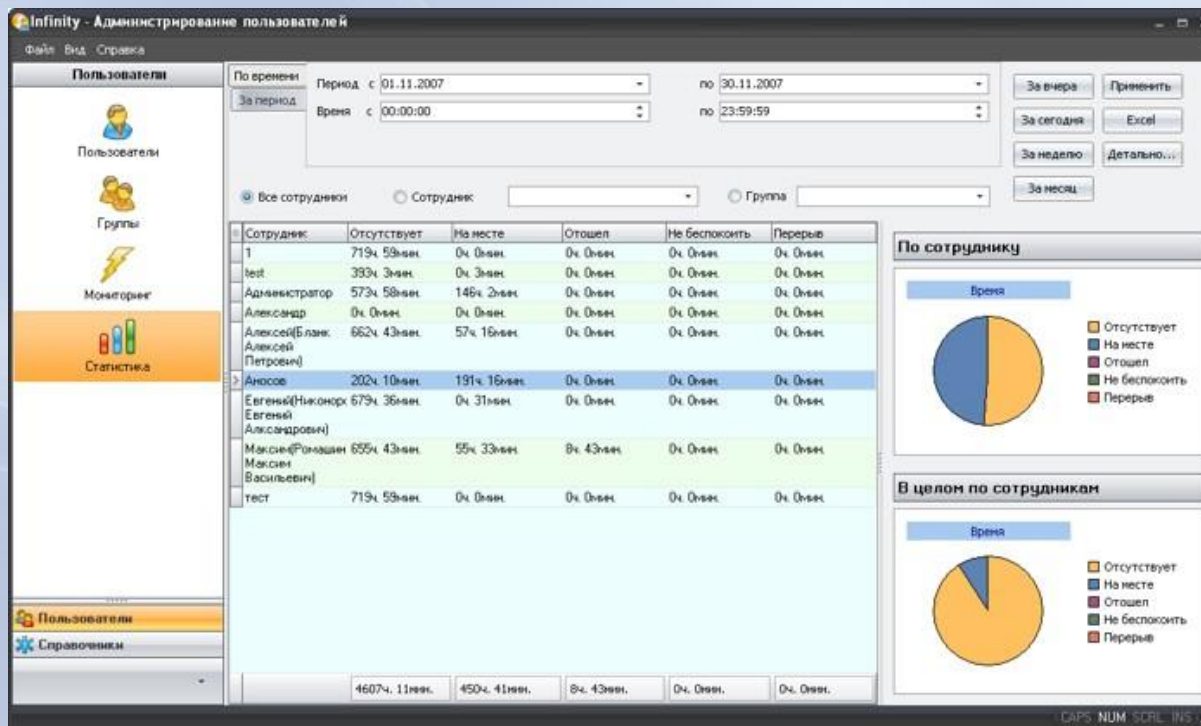 Infinity - Администрирование пользователей
Файл Вид Справка
Пользователи
Пользователи
Группы
Мониторинг
Статистика
Пользователи
Справочники
По времени
За период
Период с 01.11.2007 по 30.11.2007
Время с 00:00:00 по 23:59:59
За вчера Применить
За сегодня Excel
За неделю Детально...
За месяц
Все сотрудники Сотрудник Группа
Сотрудник Отсутствует На месте Отошел Не беспокоить Перерыв
1 719ч. 59мин. 0ч. 0мин. 0ч. 0мин. 0ч. 0мин. 0ч. 0мин.
test 393ч. 3мин. 0ч. 3мин. 0ч. 0мин. 0ч. 0мин. 0ч. 0мин.
Администратор 573ч. 58мин. 146ч. 2мин. 0ч. 0мин. 0ч. 0мин. 0ч. 0мин.
Александр 0ч. 0мин. 0ч. 0мин. 0ч. 0мин. 0ч. 0мин. 0ч. 0мин.
Алексей(Бланк 662ч. 43мин. 57ч. 16мин. 0ч. 0мин. 0ч. 0мин. 0ч. 0мин.
Алексей
Петрович)
Аносов 202ч. 10мин. 191ч. 16мин. 0ч. 0мин. 0ч. 0мин. 0ч. 0мин.
Евгений(Никонорк 679ч. 36мин. 0ч. 31мин. 0ч. 0мин. 0ч. 0мин. 0ч. 0мин.
Евгений
Алксандрович)
Максим(Ромашин 655ч. 43мин. 55ч. 33мин. 8ч. 43мин. 0ч. 0мин. 0ч. 0мин.
Максим
Васильевич)
тест 719ч. 59мин. 0ч. 0мин. 0ч. 0мин. 0ч. 0мин. 0ч. 0мин.
4607ч. 11мин. 450ч. 41мин. 8ч. 43мин. 0ч. 0мин. 0ч. 0мин.
По сотруднику
Время
Отсутствует
На месте
Отошел
Не беспокоить
Перерыв
В целом по сотрудникам
Время
Отсутствует
На месте
Отошел
Не беспокоить
Перерыв
CAPS NUM SCRL INS